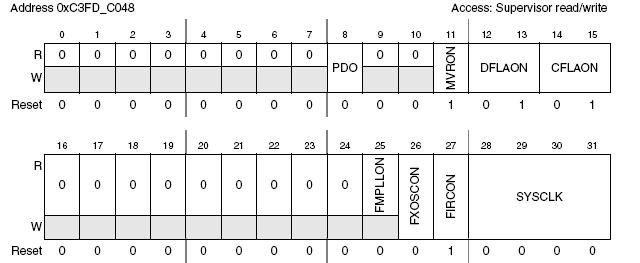 Address 0xC3FD_C048 Access: Supervisor read/write
0 1 2 3 4 5 6 7 8 9 10 11 12 13 14 15
R 0 0 0 0 0 0 0 0 PDO 0 0 MVRON DFLAON CFLAON
W
Reset 0 0 0 0 0 0 0 0 0 0 0 1 0 1 0 1
16 17 18 19 20 21 22 23 24 25 26 27 28 29 30 31
R 0 0 0 0 0 0 0 0 0 FMPLLON FXOSCON FIRCON SYSCLK
W
Reset 0 0 0 0 0 0 0 0 0 0 0 1 0 0 0 0